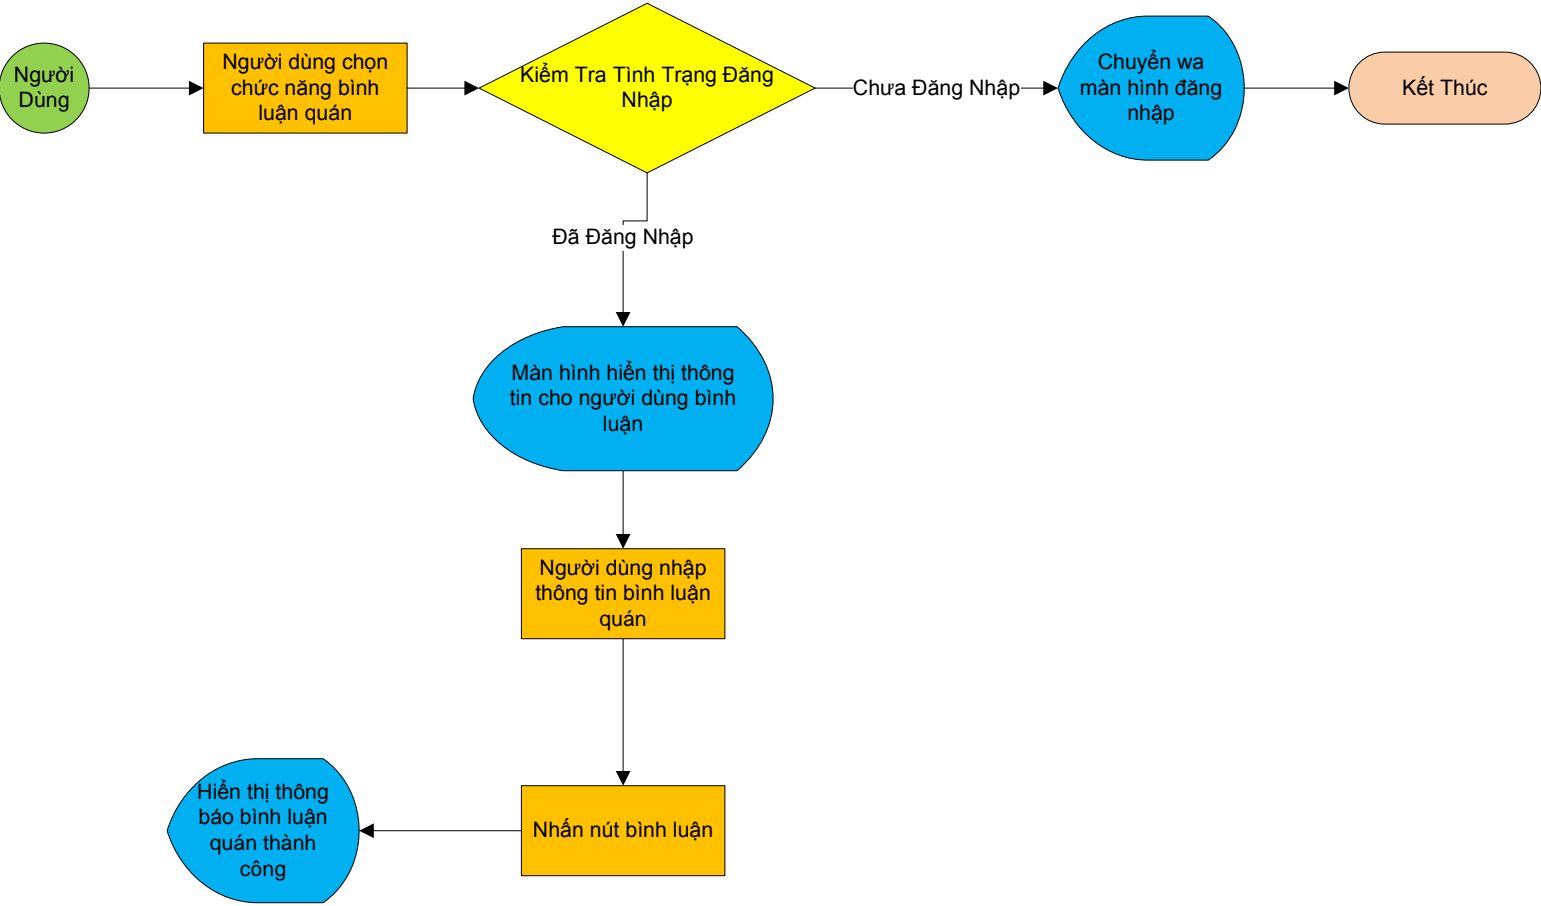 Người
Dùng
Người dùng chọn
chức năng bình
luận quán
Kiểm Tra Tình Trạng Đăng
Nhập
Chưa Đăng Nhập
Chuyển wa
màn hình đăng
nhập
Kết Thúc
Đã Đăng Nhập
Màn hình hiển thị thông
tin cho người dùng bình
luận
Người dùng nhập
thông tin bình luận
quán
Nhấn nút bình luận
Hiển thị thông
báo bình luận
quán thành
công